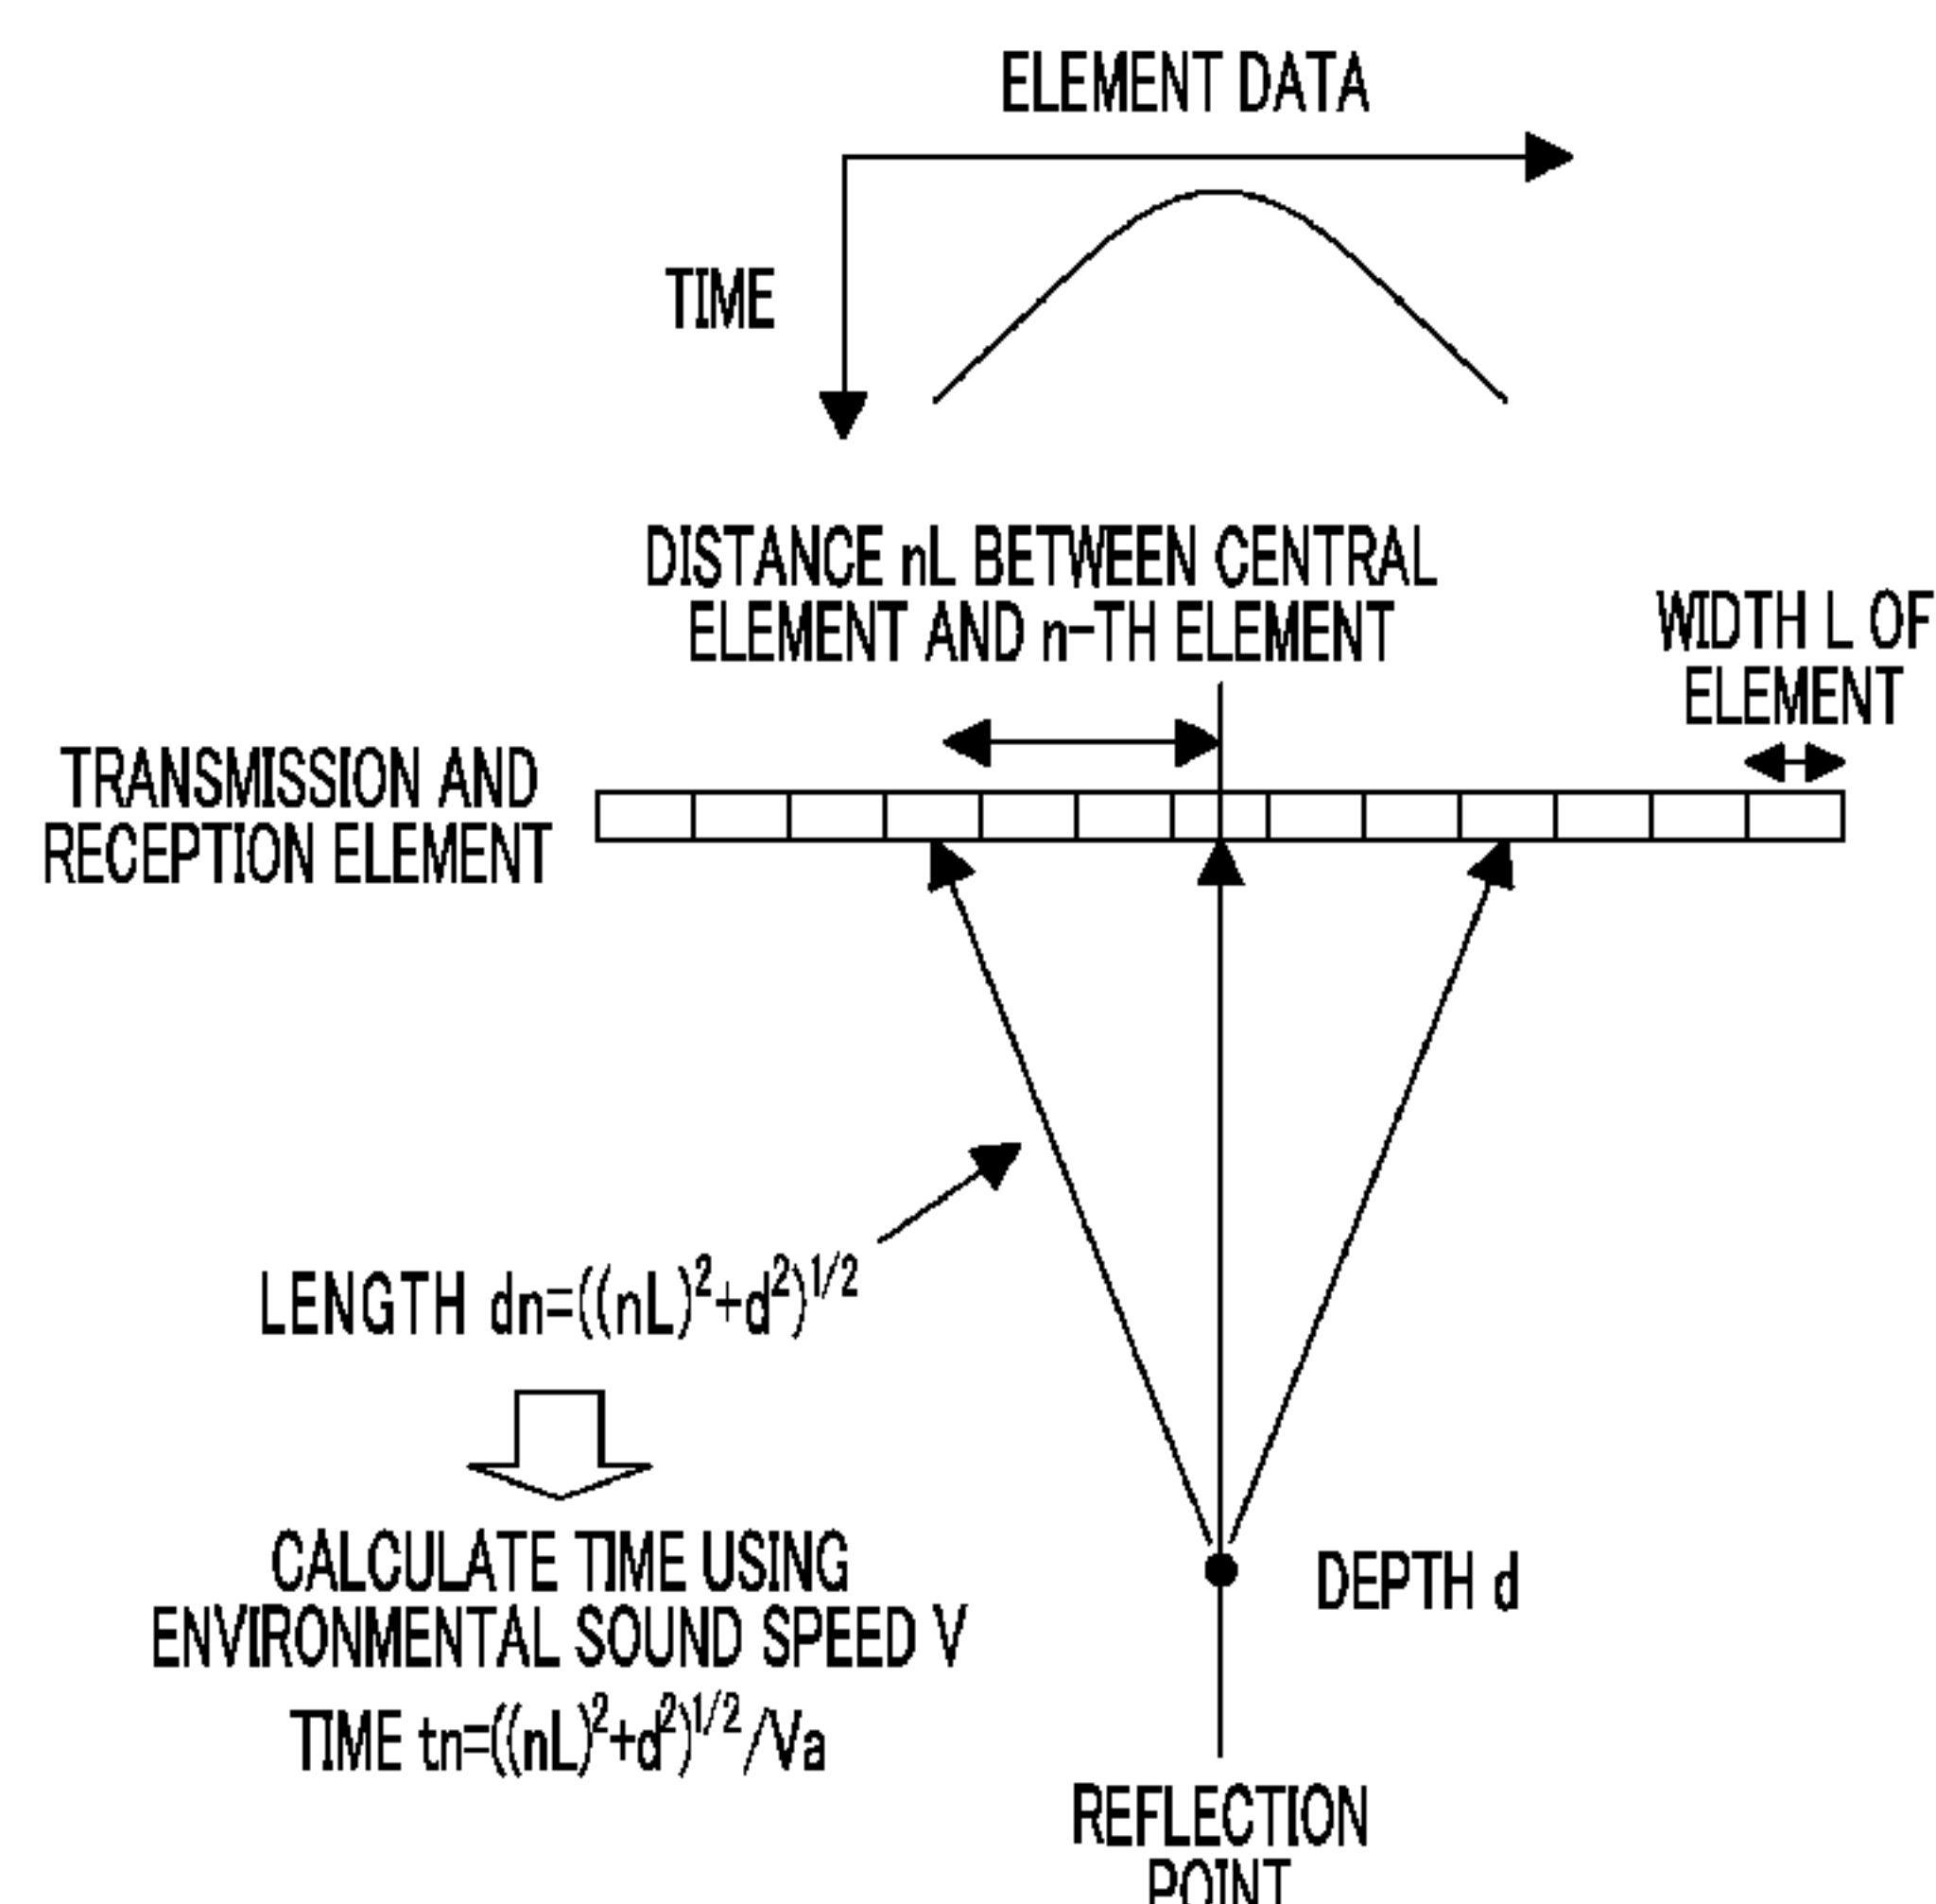 ELEMENT DATA
TIME
DISTANCE nL BETWEEN CENTRAL
ELEMENT AND n-TH ELEMENT
WIDTH L OF
ELEMENT
TRANSMISSION AND
RECEPTION ELEMENT
LENGTH dn=((nL)²+d²)¹/²
CALCULATE TIME USING
ENVIRONMENTAL SOUND SPEED V
TIME tn=((nL)²+d²)¹/²/Va
DEPTH d
REFLECTION
POINT